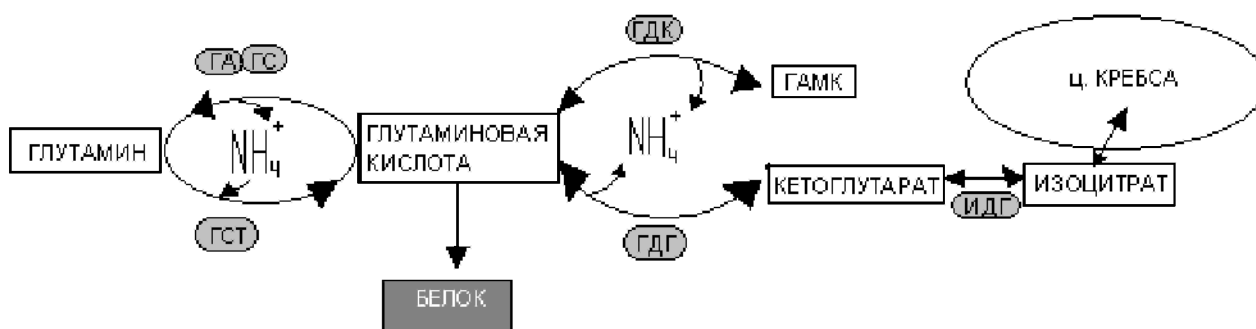 ГА ГС
ГДК
ГЛУТАМИН
NH₄⁺
ГЛУТАМИНОВАЯ
КИСЛОТА
NH₄⁺
ГАМК
Ц. КРЕБСА
КЕТОГЛУТАРАТ
ИЗОЦИТРАТ
ИДГ
ГСТ
ГДГ
БЕЛОК